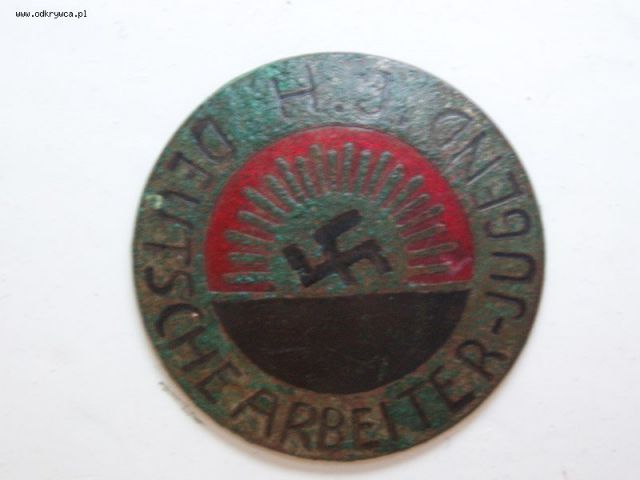 www.odkrywca.pl
H.J.
DEUTSCHE ARBEITER-JUGEND